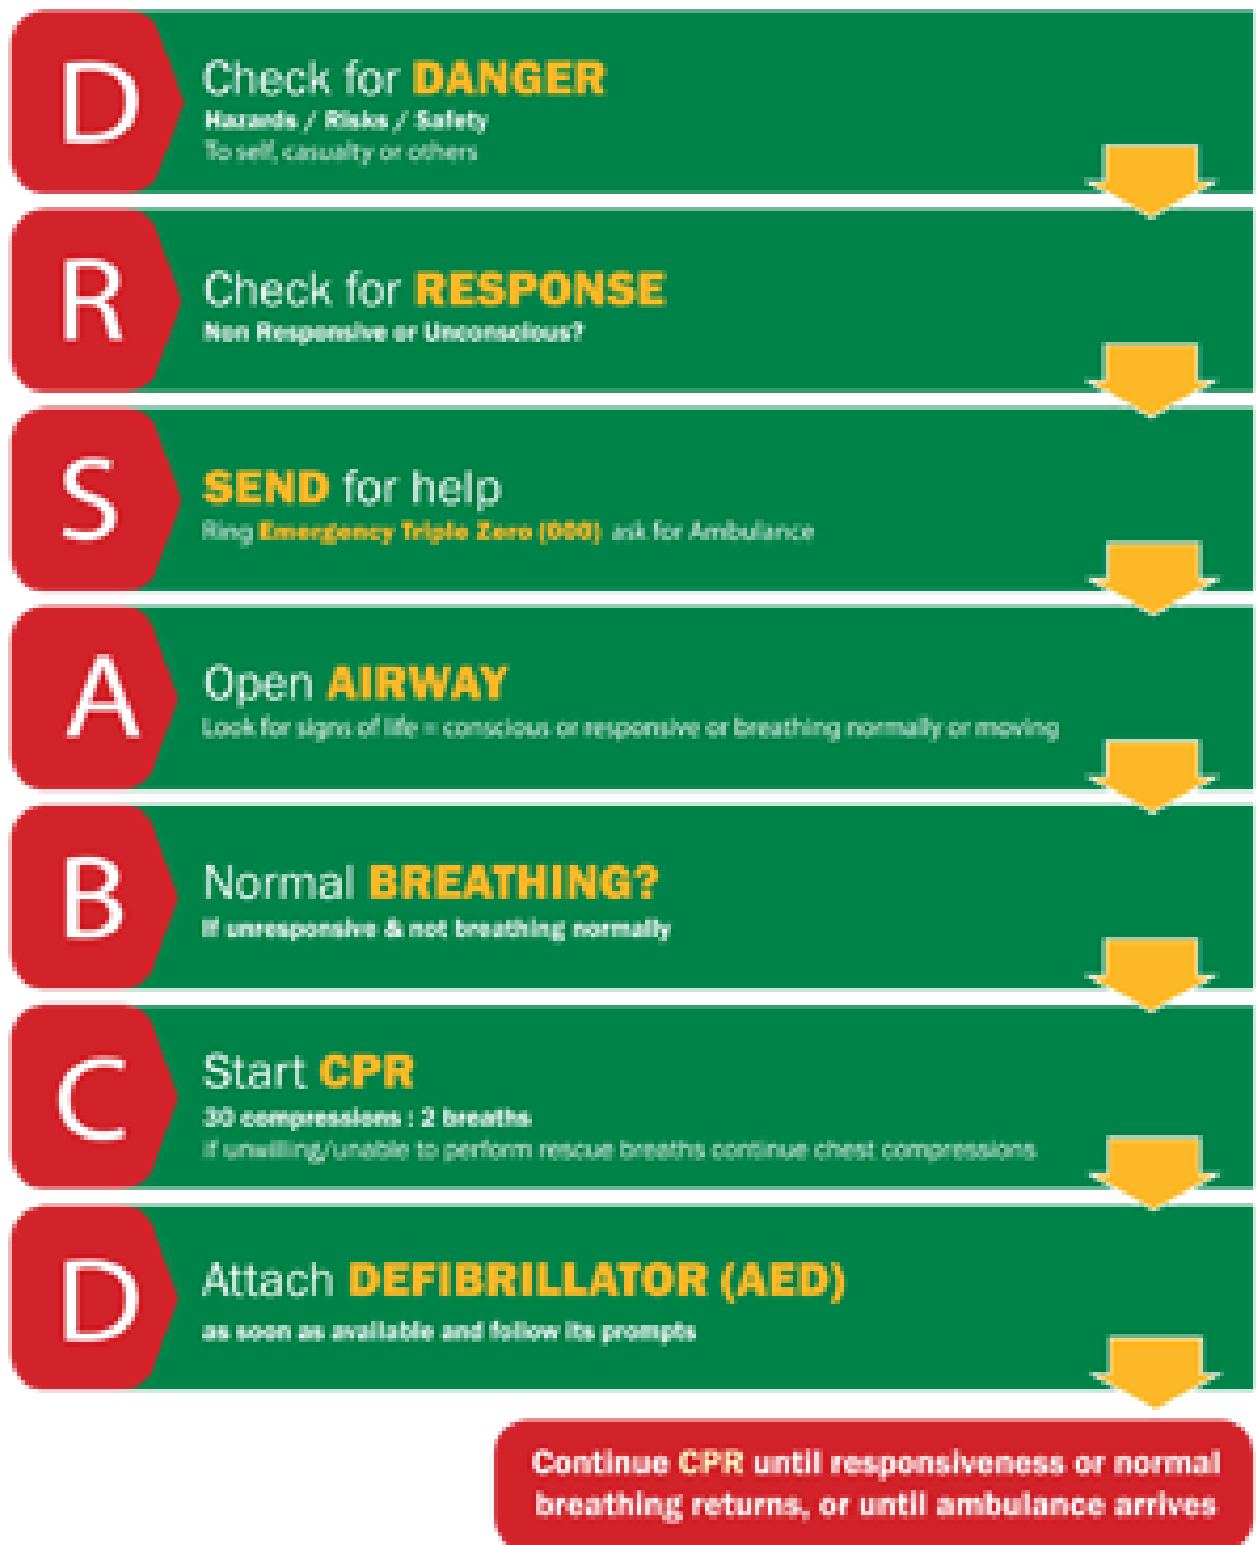 D
Check for DANGER
Hazards / Risks / Safety
To self, casualty or others
R
Check for RESPONSE
Non Responsive or Unconscious?
S
SEND for help
Ring Emergency Triple Zero (000) ask for Ambulance
A
Open AIRWAY
Look for signs of life = conscious or responsive or breathing normally or moving
B
Normal BREATHING?
If unresponsive & not breathing normally
C
Start CPR
30 compressions : 2 breaths
if unwilling/unable to perform rescue breaths continue chest compressions
D
Attach DEFIBRILLATOR (AED)
as soon as available and follow its prompts
Continue CPR until responsiveness or normal
breathing returns, or until ambulance arrives